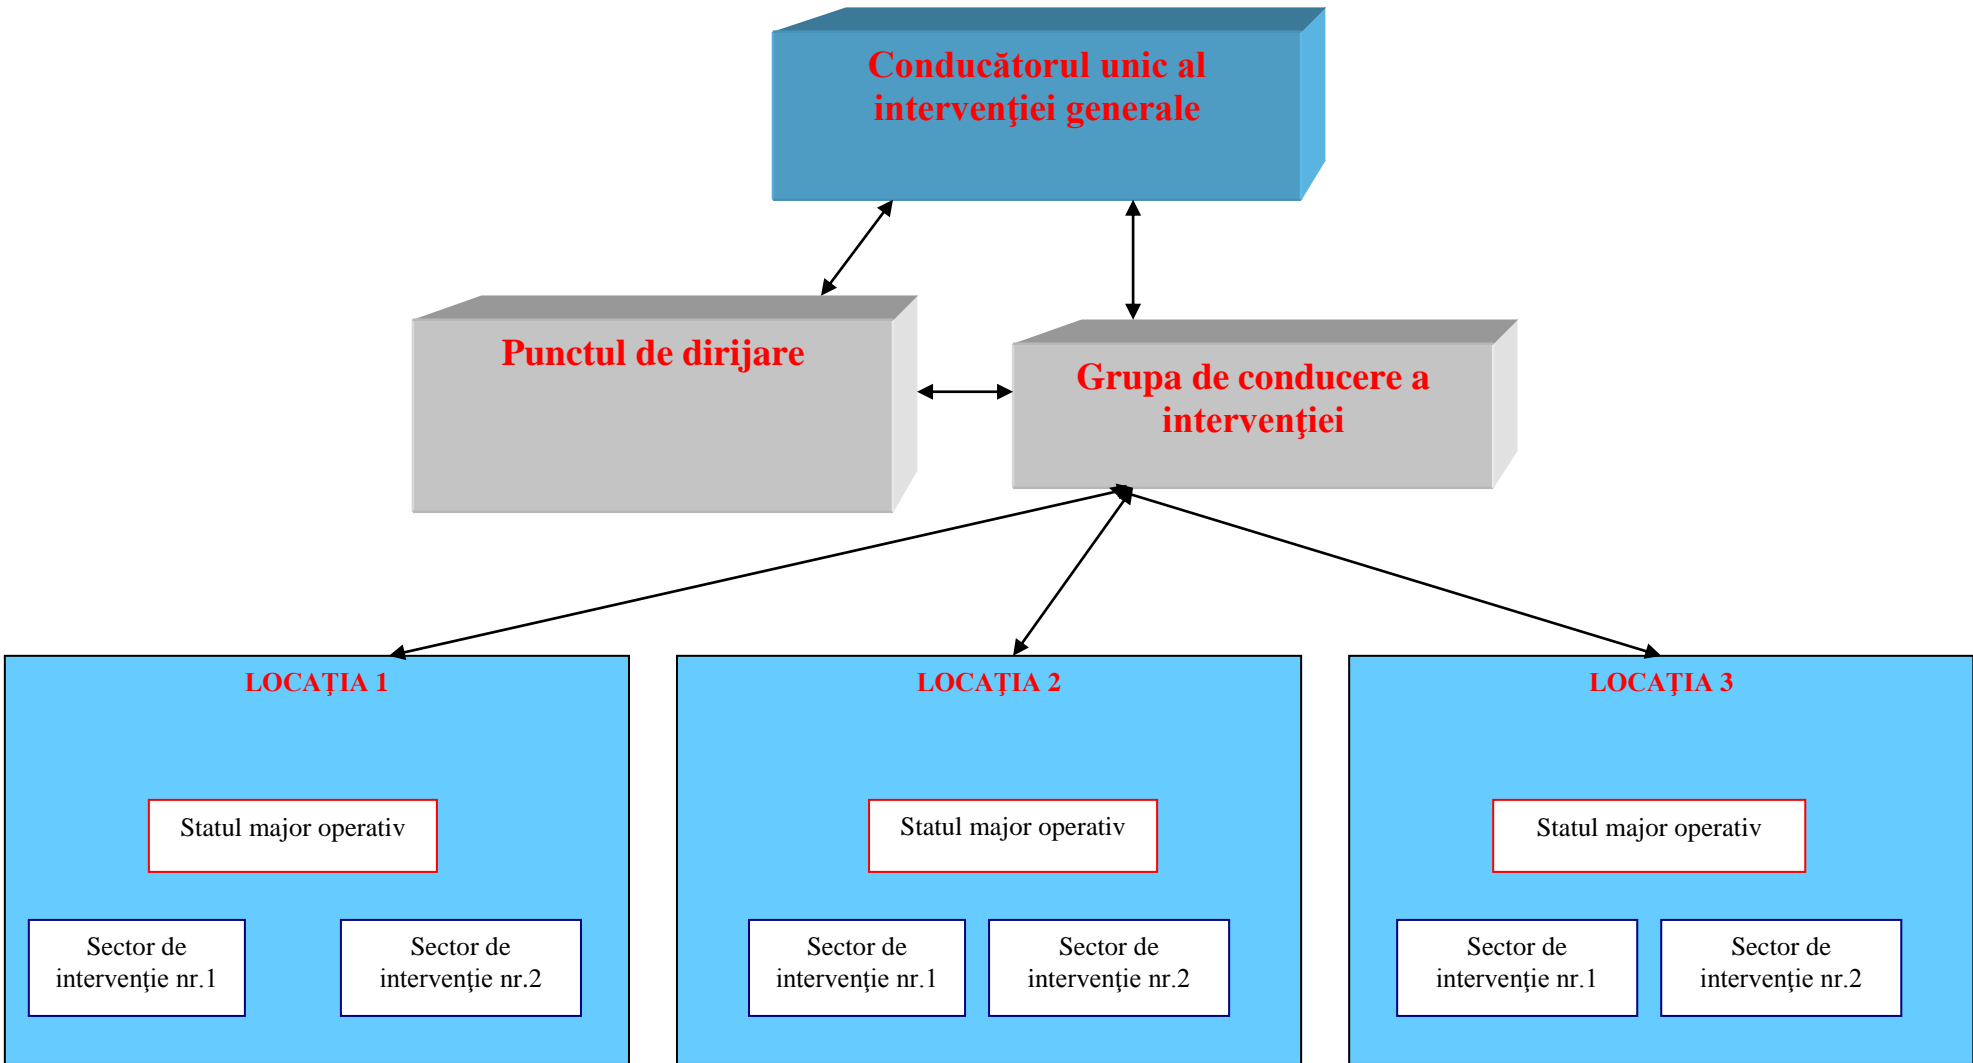 Conducătorul unic al
intervenţiei generale
Punctul de dirijare
Grupa de conducere a
intervenţiei
LOCAŢIA 1
Statul major operativ
Sector de
intervenţie nr.1
Sector de
intervenţie nr.2
LOCAŢIA 2
Statul major operativ
Sector de
intervenţie nr.1
Sector de
intervenţie nr.2
LOCAŢIA 3
Statul major operativ
Sector de
intervenţie nr.1
Sector de
intervenţie nr.2